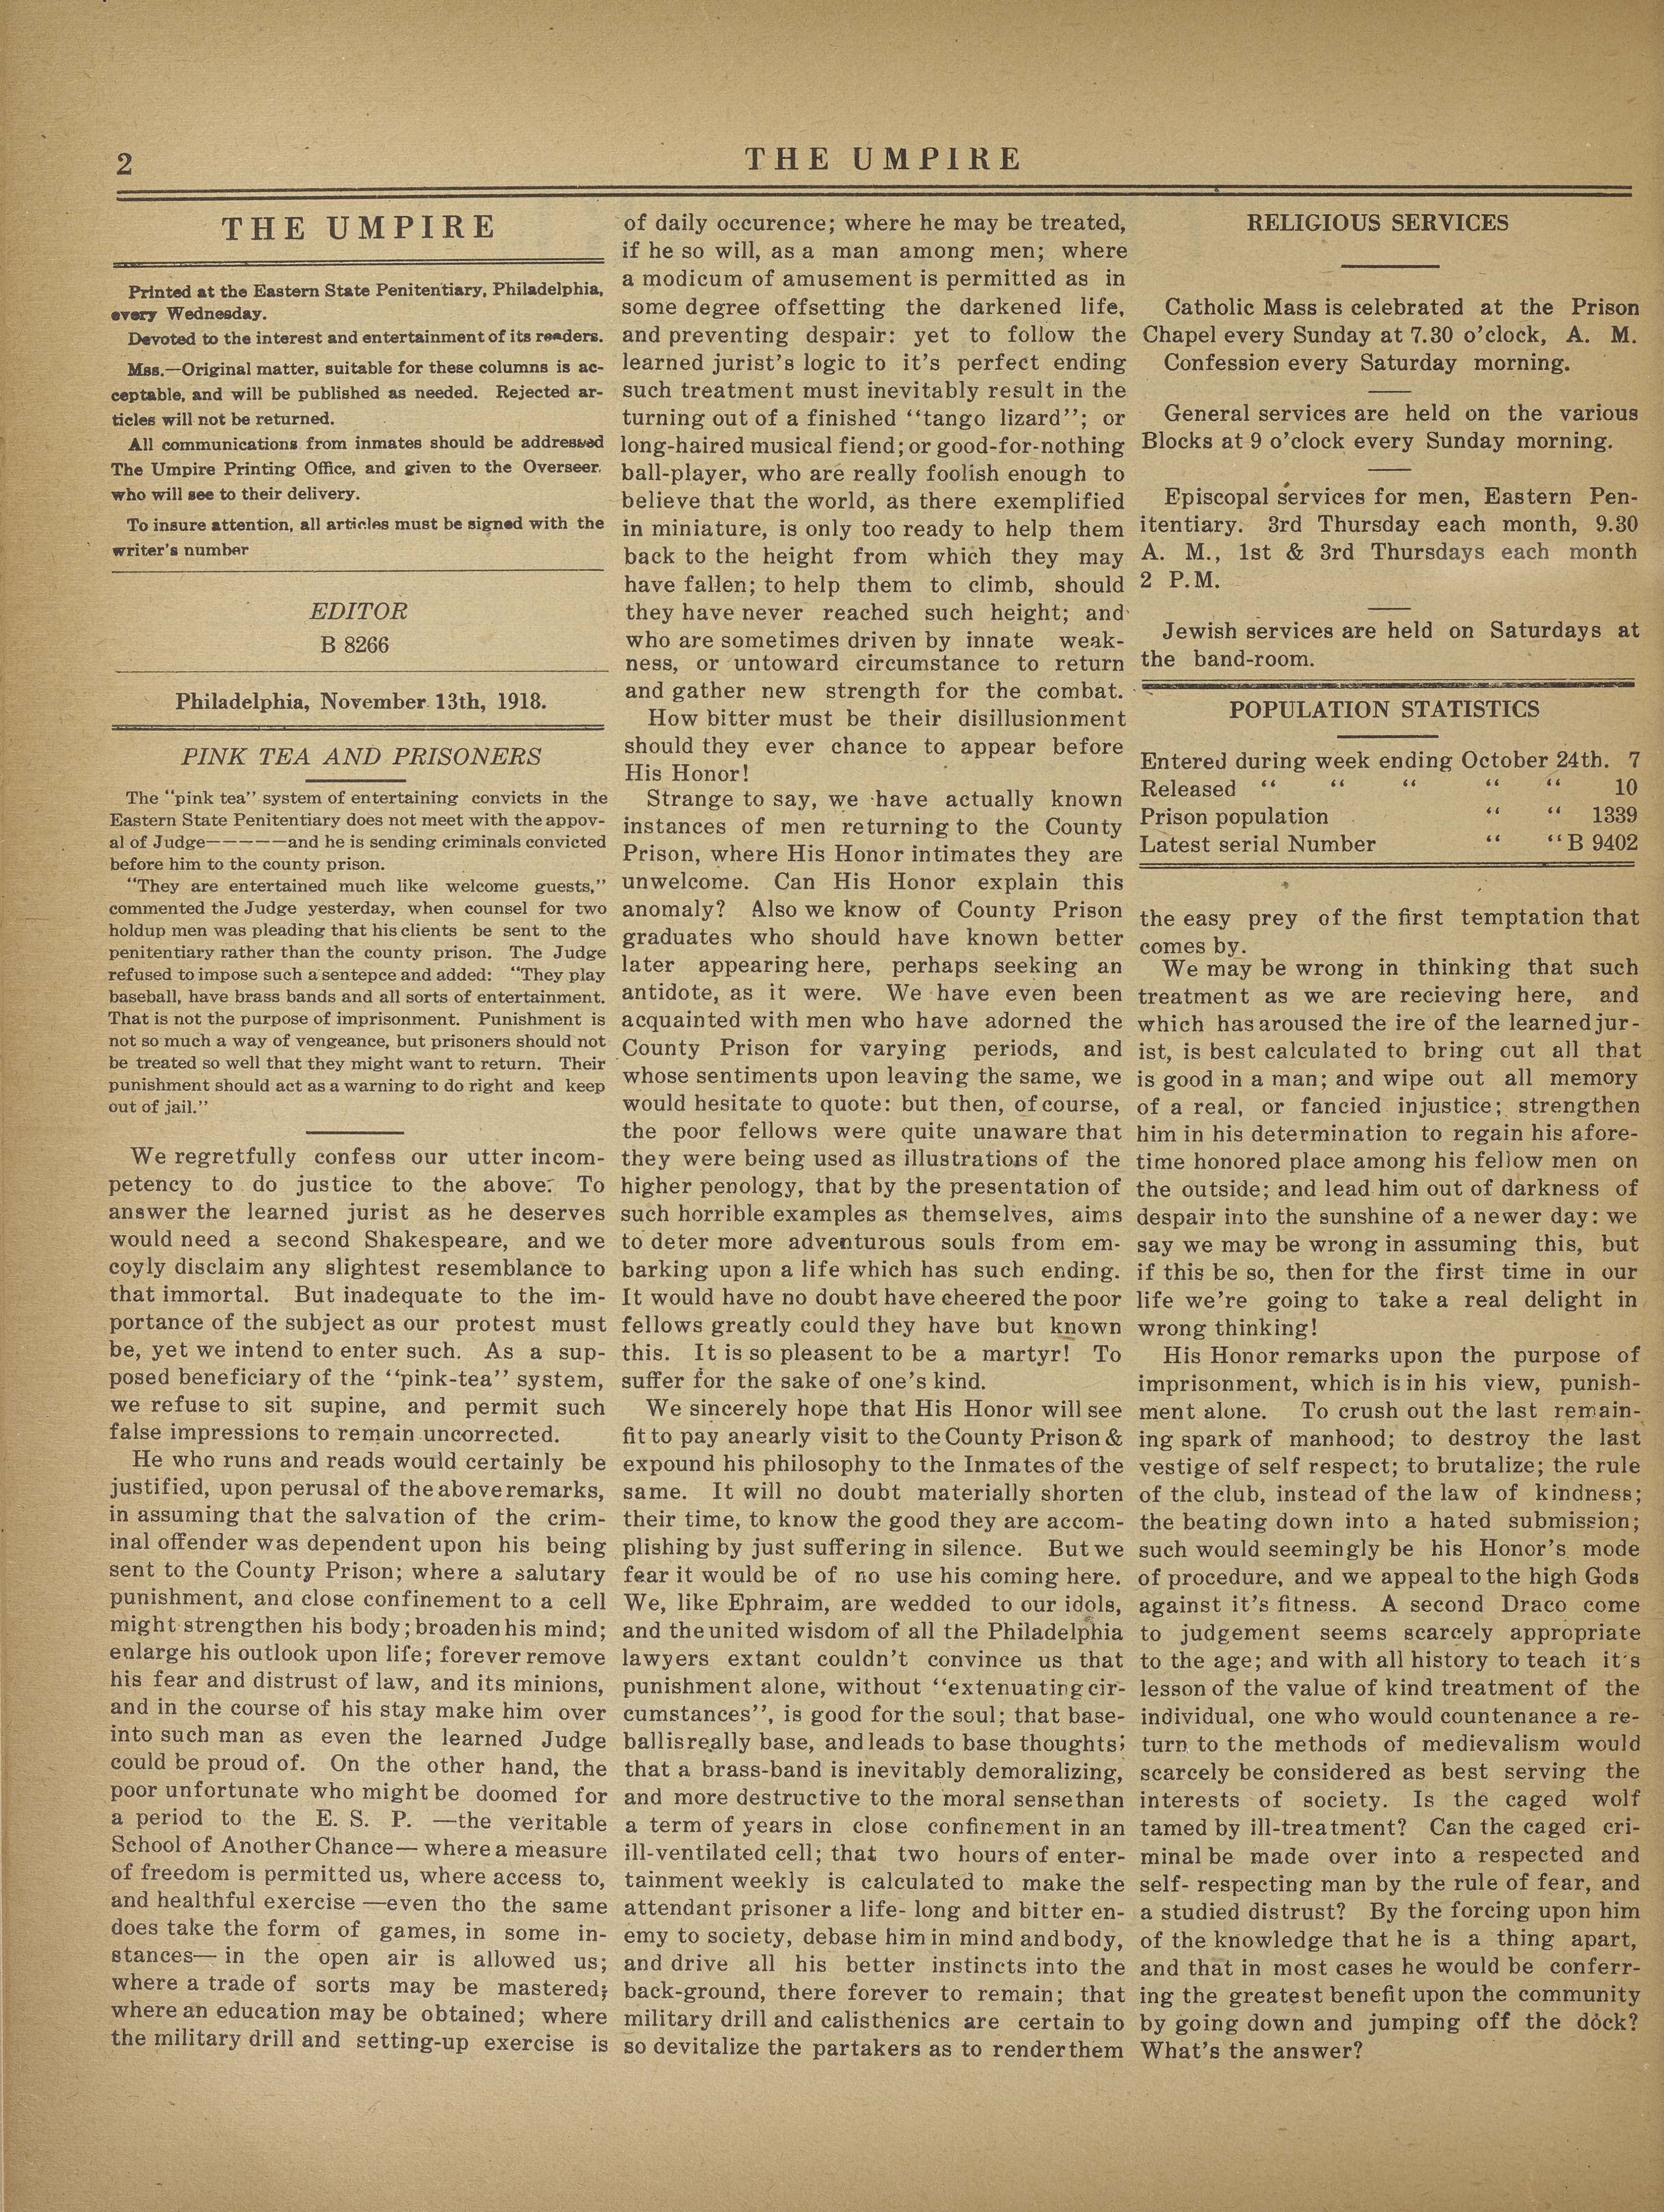 2
THE UMPIRE
THE UMPIRE
Printed at the Eastern State Penitentiary, Philadelphia,
every Wednesday.
Devoted to the interest and entertainment of its readers.
Mss.—Original matter, suitable for these columns is ac-
ceptable, and will be published as needed. Rejected ar-
ticles will not be returned.
All communications from inmates should be addressed
The Umpire Printing Office, and given to the Overseer,
who will see to their delivery.
To insure attention, all articles must be signed with the
writer's number
EDITOR
B 8266
Philadelphia, November 13th, 1918.
PINK TEA AND PRISONERS
The "pink tea" system of entertaining convicts in the
Eastern State Penitentiary does not meet with the appov-
al of Judge—————and he is sending criminals convicted
before him to the county prison.
"They are entertained much like welcome guests,"
commented the Judge yesterday, when counsel for two
holdup men was pleading that his clients be sent to the
penitentiary rather than the county prison. The Judge
refused to impose such a sentepce and added: "They play
baseball, have brass bands and all sorts of entertainment.
That is not the purpose of imprisonment. Punishment is
not so much a way of vengeance, but prisoners should not
be treated so well that they might want to return. Their
punishment should act as a warning to do right and keep
out of jail."
We regretfully confess our utter incom-
petency to do justice to the above: To
answer the learned jurist as he deserves
would need a second Shakespeare, and we
coyly disclaim any slightest resemblance to
that immortal. But inadequate to the im-
portance of the subject as our protest must
be, yet we intend to enter such. As a sup-
posed beneficiary of the "pink-tea" system,
we refuse to sit supine, and permit such
false impressions to remain uncorrected.
He who runs and reads would certainly be
justified, upon perusal of the above remarks,
in assuming that the salvation of the crim-
inal offender was dependent upon his being
sent to the County Prison; where a salutary
punishment, and close confinement to a cell
might strengthen his body; broaden his mind;
enlarge his outlook upon life; forever remove
his fear and distrust of law, and its minions,
and in the course of his stay make him over
into such man as even the learned Judge
could be proud of. On the other hand, the
poor unfortunate who might be doomed for
a period to the E. S. P. —the veritable
School of Another Chance— where a measure
of freedom is permitted us, where access to,
and healthful exercise —even tho the same
does take the form of games, in some in-
stances— in the open air is allowed us;
where a trade of sorts may be mastered;
where an education may be obtained; where
the military drill and setting-up exercise is
of daily occurence; where he may be treated,
if he so will, as a man among men; where
a modicum of amusement is permitted as in
some degree offsetting the darkened life,
and preventing despair: yet to follow the
learned jurist's logic to it's perfect ending
such treatment must inevitably result in the
turning out of a finished "tango lizard"; or
long-haired musical fiend; or good-for-nothing
ball-player, who are really foolish enough to
believe that the world, as there exemplified
in miniature, is only too ready to help them
back to the height from which they may
have fallen; to help them to climb, should
they have never reached such height; and
who are sometimes driven by innate weak-
ness, or untoward circumstance to return
and gather new strength for the combat.
How bitter must be their disillusionment
should they ever chance to appear before
His Honor!
Strange to say, we have actually known
instances of men returning to the County
Prison, where His Honor intimates they are
unwelcome. Can His Honor explain this
anomaly? Also we know of County Prison
graduates who should have known better
later appearing here, perhaps seeking an
antidote, as it were. We have even been
acquainted with men who have adorned the
County Prison for varying periods, and
whose sentiments upon leaving the same, we
would hesitate to quote: but then, of course,
the poor fellows were quite unaware that
they were being used as illustrations of the
higher penology, that by the presentation of
such horrible examples as themselves, aims
to deter more adventurous souls from em-
barking upon a life which has such ending.
It would have no doubt have cheered the poor
fellows greatly could they have but known
this. It is so pleasent to be a martyr! To
suffer for the sake of one's kind.
We sincerely hope that His Honor will see
fit to pay anearly visit to the County Prison &
expound his philosophy to the Inmates of the
same. It will no doubt materially shorten
their time, to know the good they are accom-
plishing by just suffering in silence. But we
fear it would be of no use his coming here.
We, like Ephraim, are wedded to our idols,
and the united wisdom of all the Philadelphia
lawyers extant couldn't convince us that
punishment alone, without "extenuating cir-
cumstances", is good for the soul; that base-
ball is really base, and leads to base thoughts;
that a brass-band is inevitably demoralizing,
and more destructive to the moral sense than
a term of years in close confinement in an
ill-ventilated cell; that two hours of enter-
tainment weekly is calculated to make the
attendant prisoner a life- long and bitter en-
emy to society, debase him in mind and body,
and drive all his better instincts into the
back-ground, there forever to remain; that
military drill and calisthenics are certain to
so devitalize the partakers as to render them
RELIGIOUS SERVICES
Catholic Mass is celebrated at the Prison
Chapel every Sunday at 7.30 o'clock, A. M.
Confession every Saturday morning.
General services are held on the various
Blocks at 9 o'clock every Sunday morning.
Episcopal services for men, Eastern Pen-
itentiary. 3rd Thursday each month, 9.30
A. M., 1st & 3rd Thursdays each month
2 P.M.
Jewish services are held on Saturdays at
the band-room.
POPULATION STATISTICS
Entered during week ending October 24th. 7
Released " " " " " 10
Prison population " " 1339
Latest serial Number " " B 9402
the easy prey of the first temptation that
comes by.
We may be wrong in thinking that such
treatment as we are recieving here, and
which has aroused the ire of the learned jur-
ist, is best calculated to bring out all that
is good in a man; and wipe out all memory
of a real, or fancied injustice; strengthen
him in his determination to regain his afore-
time honored place among his fellow men on
the outside; and lead him out of darkness of
despair into the sunshine of a newer day: we
say we may be wrong in assuming this, but
if this be so, then for the first time in our
life we're going to take a real delight in
wrong thinking!
His Honor remarks upon the purpose of
imprisonment, which is in his view, punish-
ment alone. To crush out the last remain-
ing spark of manhood; to destroy the last
vestige of self respect; to brutalize; the rule
of the club, instead of the law of kindness;
the beating down into a hated submission;
such would seemingly be his Honor's mode
of procedure, and we appeal to the high Gods
against it's fitness. A second Draco come
to judgement seems scarcely appropriate
to the age; and with all history to teach it's
lesson of the value of kind treatment of the
individual, one who would countenance a re-
turn to the methods of medievalism would
scarcely be considered as best serving the
interests of society. Is the caged wolf
tamed by ill-treatment? Can the caged cri-
minal be made over into a respected and
self- respecting man by the rule of fear, and
a studied distrust? By the forcing upon him
of the knowledge that he is a thing apart,
and that in most cases he would be conferr-
ing the greatest benefit upon the community
by going down and jumping off the dock?
What's the answer?